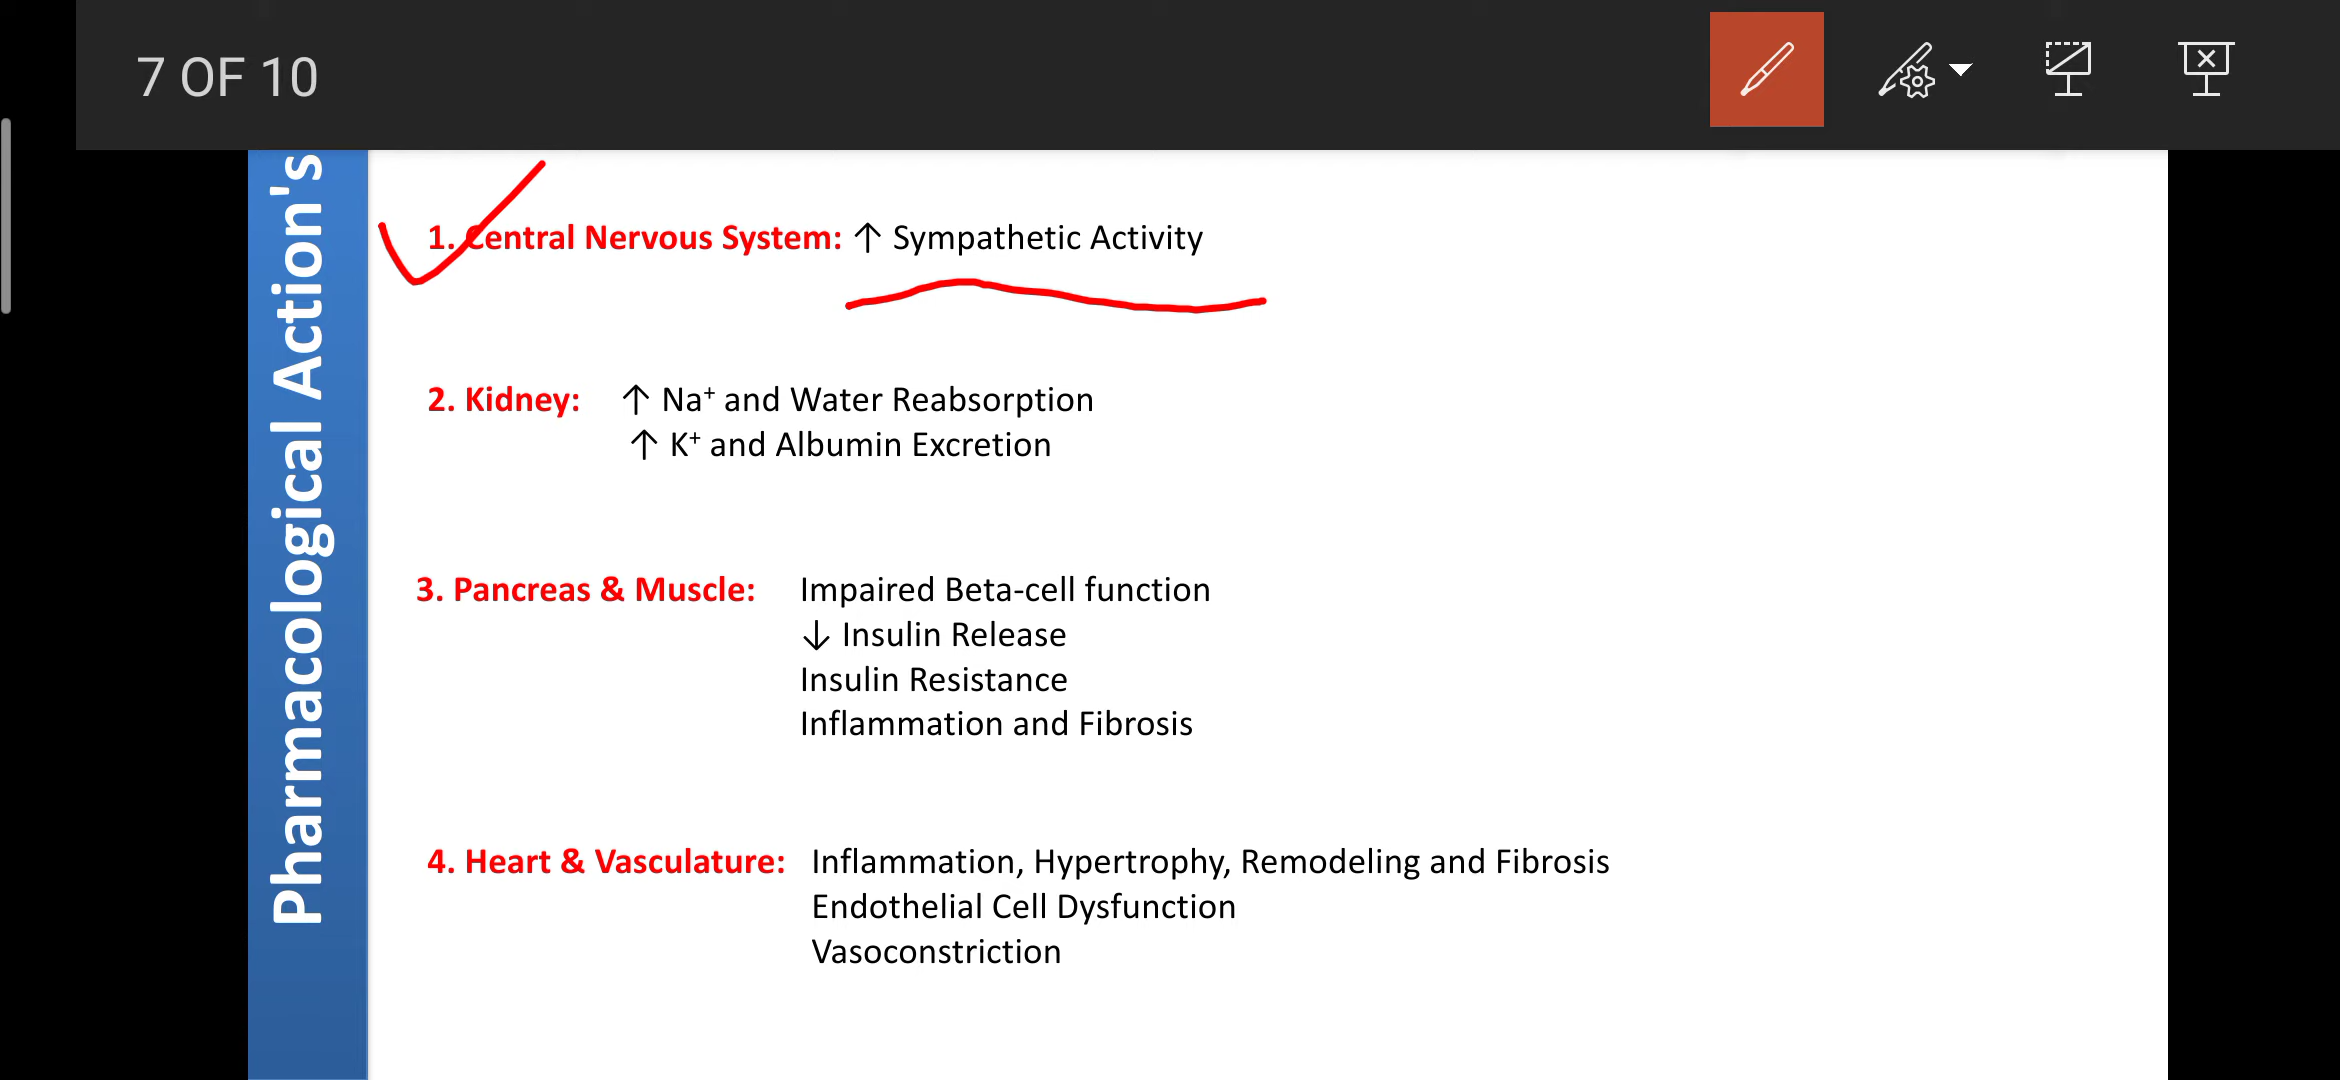 7 OF 10
Pharmacological Action's
1. Central Nervous System: ↑ Sympathetic Activity
2. Kidney: ↑ Na⁺ and Water Reabsorption
↑ K⁺ and Albumin Excretion
3. Pancreas & Muscle: Impaired Beta-cell function
↓ Insulin Release
Insulin Resistance
Inflammation and Fibrosis
4. Heart & Vasculature: Inflammation, Hypertrophy, Remodeling and Fibrosis
Endothelial Cell Dysfunction
Vasoconstriction